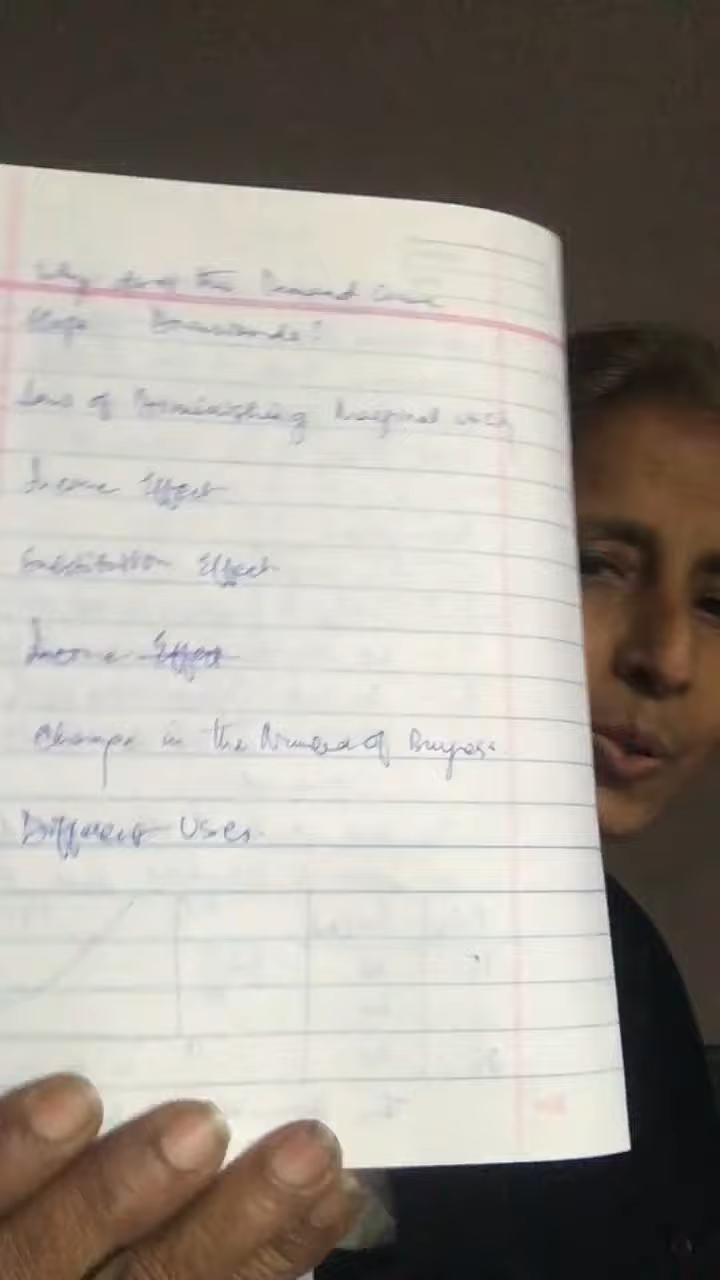 Why does the Demand Curve
Slope Downwards?
Law of Diminishing Marginal
Income Effect
Substitution Effect
Income Effect
Change in the Number of Buyers
Different Uses.